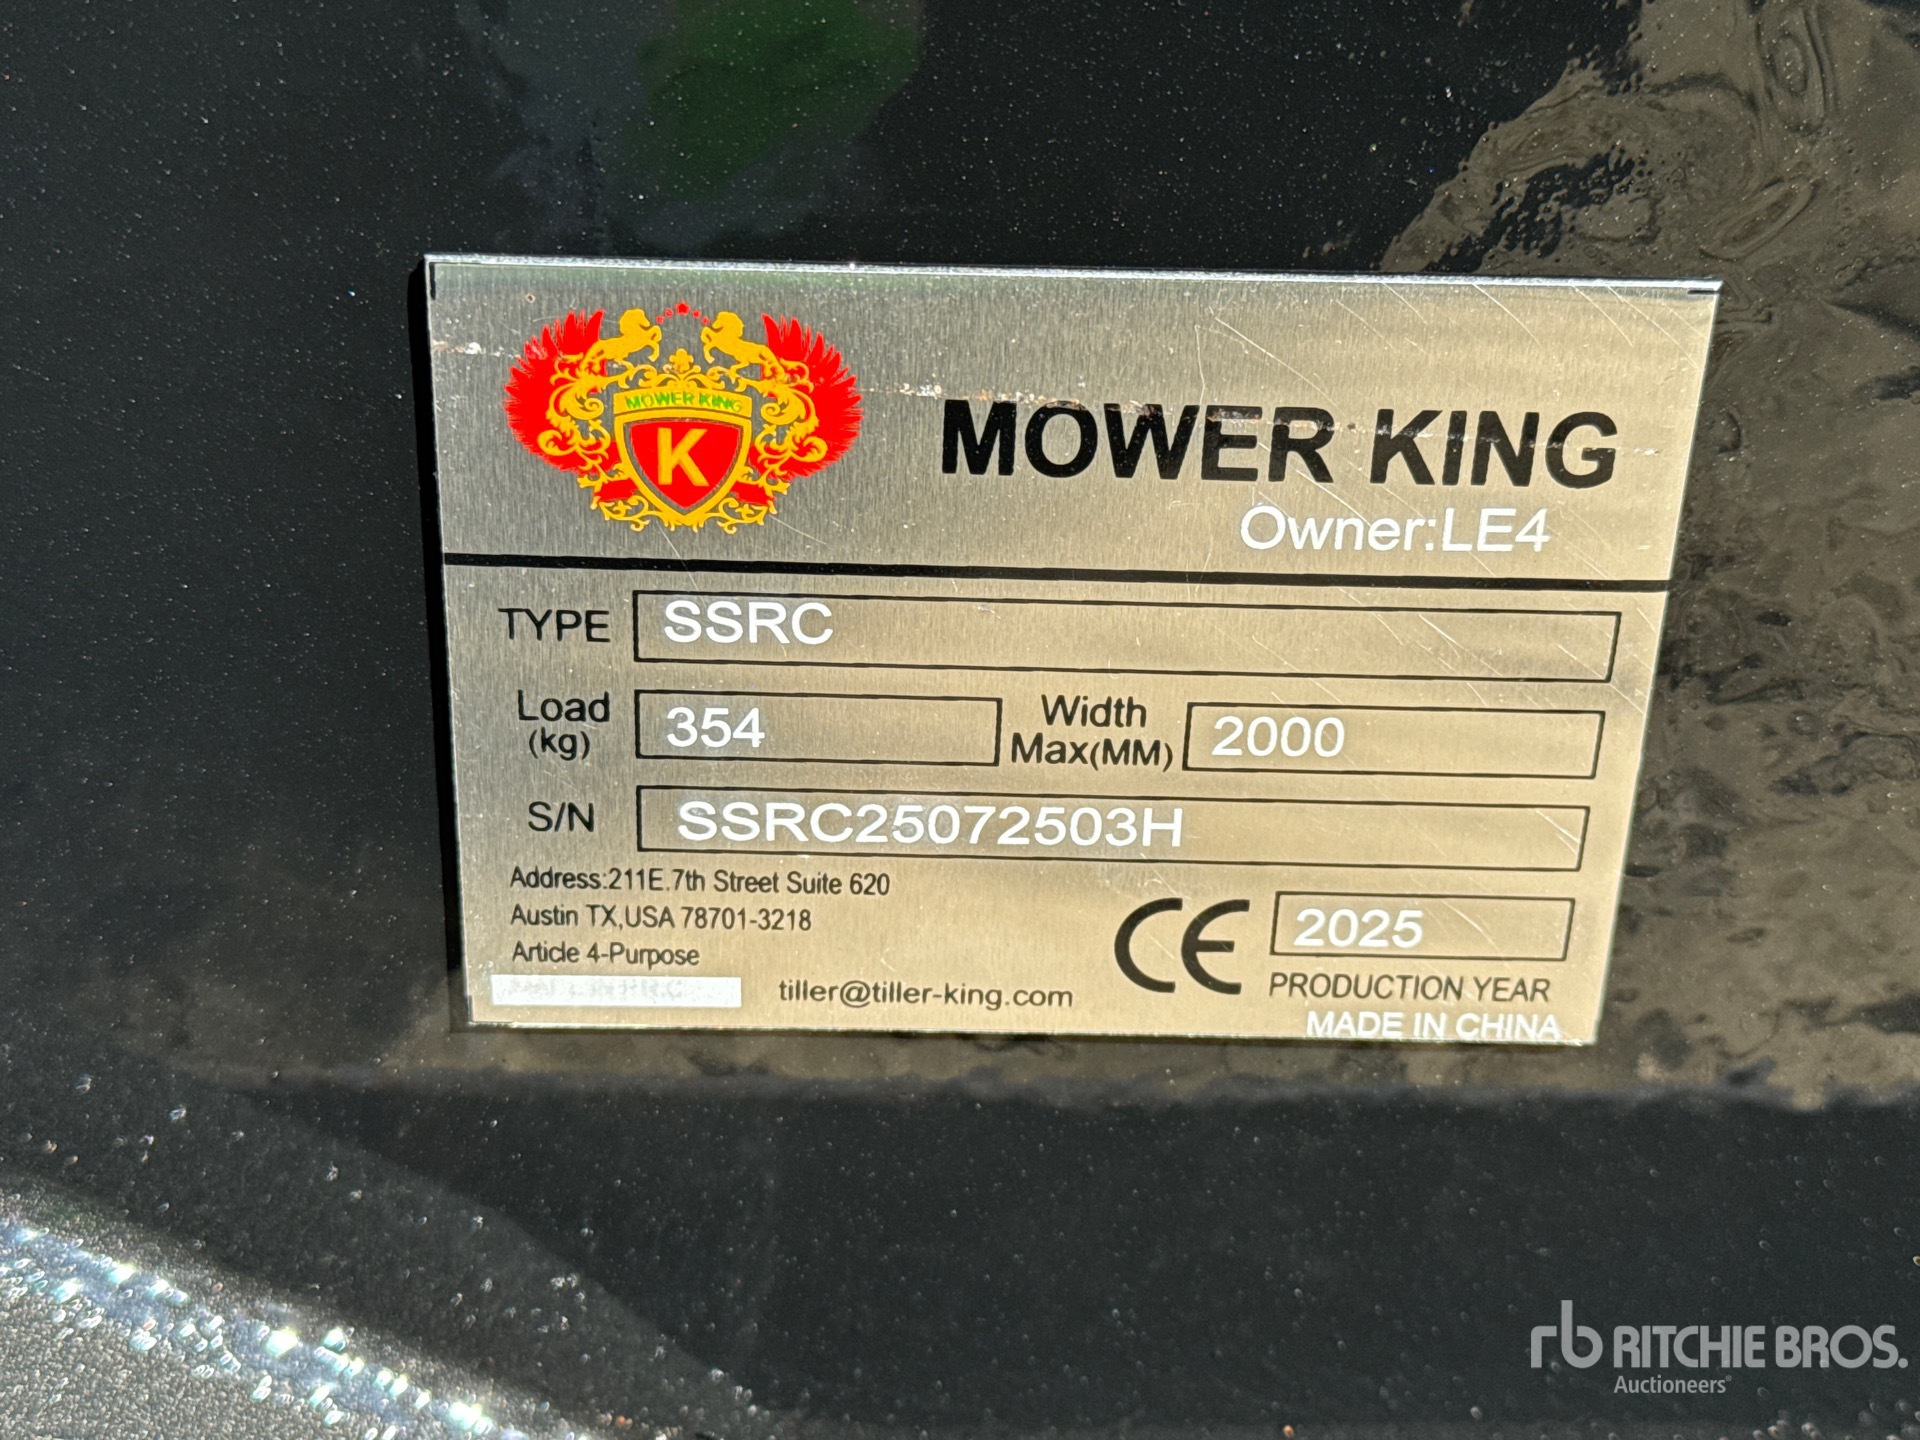 MOWER KING
K
MOWER KING
Owner:LE4
TYPE SSRC
Load (kg) 354 Width Max(MM) 2000
S/N SSRC25072503H
Address:211E.7th Street Suite 620
Austin TX,USA 78701-3218
Article 4-Purpose
tiller@tiller-king.com
CE
2025
PRODUCTION YEAR
MADE IN CHINA
rb RITCHIE BROS.
Auctioneers